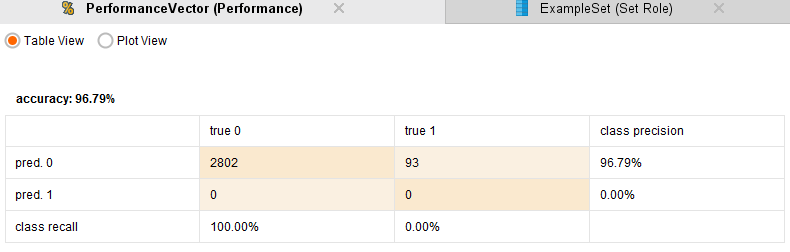 PerformanceVector (Performance) ExampleSet (Set Role)
Table View Plot View
accuracy: 96.79%
true 0 true 1 class precision
pred. 0 2802 93 96.79%
pred. 1 0 0 0.00%
class recall 100.00% 0.00%